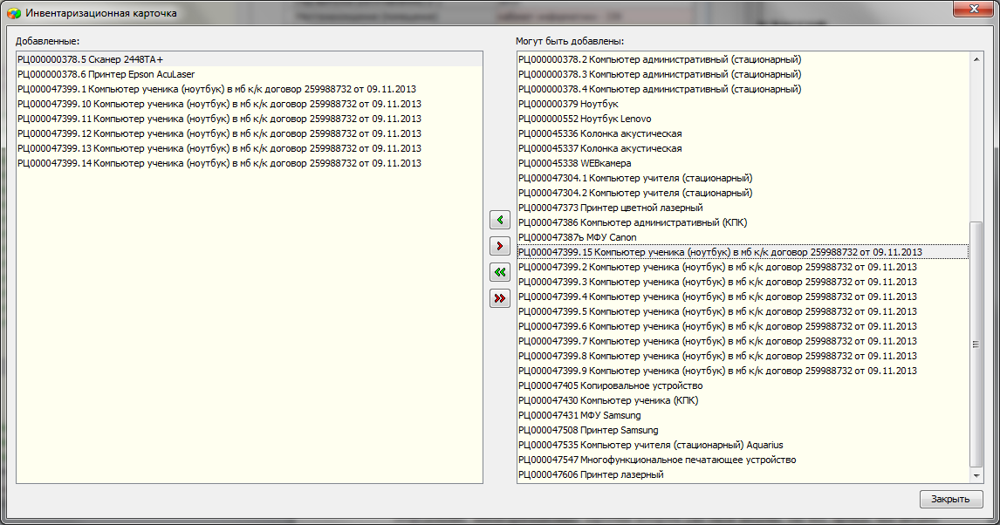 Инвентаризационная карточка
Добавленные:
РЦ000000378.5 Сканер 2448ТА+
РЦ000000378.6 Принтер Epson AcuLaser
РЦ000047399.1 Компьютер ученика (ноутбук) в мб к/к договор 259988732 от 09.11.2013
РЦ000047399.10 Компьютер ученика (ноутбук) в мб к/к договор 259988732 от 09.11.2013
РЦ000047399.11 Компьютер ученика (ноутбук) в мб к/к договор 259988732 от 09.11.2013
РЦ000047399.12 Компьютер ученика (ноутбук) в мб к/к договор 259988732 от 09.11.2013
РЦ000047399.13 Компьютер ученика (ноутбук) в мб к/к договор 259988732 от 09.11.2013
РЦ000047399.14 Компьютер ученика (ноутбук) в мб к/к договор 259988732 от 09.11.2013
Могут быть добавлены:
РЦ000000378.2 Компьютер административный (стационарный)
РЦ000000378.3 Компьютер административный (стационарный)
РЦ000000378.4 Компьютер административный (стационарный)
РЦ000000379 Ноутбук
РЦ000000552 Ноутбук Lenovo
РЦ000045336 Колонка акустическая
РЦ000045337 Колонка акустическая
РЦ000045338 WEBкамера
РЦ000047304.1 Компьютер учителя (стационарный)
РЦ000047304.2 Компьютер учителя (стационарный)
РЦ000047373 Принтер цветной лазерный
РЦ000047386 Компьютер административный (КПК)
РЦ000047387ъ МФУ Canon
РЦ000047399.15 Компьютер ученика (ноутбук) в мб к/к договор 259988732 от 09.11.2013
РЦ000047399.2 Компьютер ученика (ноутбук) в мб к/к договор 259988732 от 09.11.2013
РЦ000047399.3 Компьютер ученика (ноутбук) в мб к/к договор 259988732 от 09.11.2013
РЦ000047399.4 Компьютер ученика (ноутбук) в мб к/к договор 259988732 от 09.11.2013
РЦ000047399.5 Компьютер ученика (ноутбук) в мб к/к договор 259988732 от 09.11.2013
РЦ000047399.6 Компьютер ученика (ноутбук) в мб к/к договор 259988732 от 09.11.2013
РЦ000047399.7 Компьютер ученика (ноутбук) в мб к/к договор 259988732 от 09.11.2013
РЦ000047399.8 Компьютер ученика (ноутбук) в мб к/к договор 259988732 от 09.11.2013
РЦ000047399.9 Компьютер ученика (ноутбук) в мб к/к договор 259988732 от 09.11.2013
РЦ000047405 Копировальное устройство
РЦ000047430 Компьютер ученика (КПК)
РЦ000047431 МФУ Samsung
РЦ000047508 Принтер Samsung
РЦ000047535 Компьютер учителя (стационарный) Aquarius
РЦ000047547 Многофункциональное печатающее устройство
РЦ000047606 Принтер лазерный
Закрыть